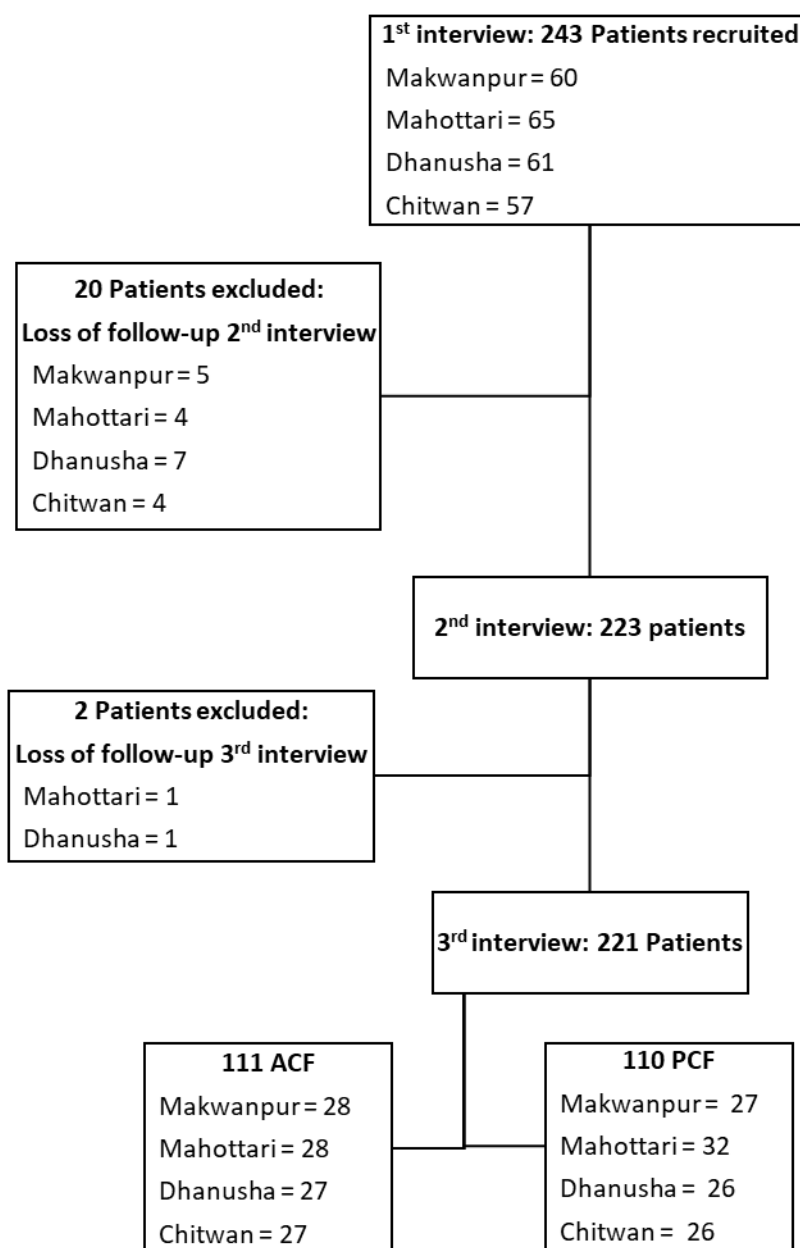 1st interview: 243 Patients recruited
Makwanpur = 60
Mahottari = 65
Dhanusha = 61
Chitwan = 57
20 Patients excluded:
Loss of follow-up 2nd interview
Makwanpur = 5
Mahottari = 4
Dhanusha = 7
Chitwan = 4
2nd interview: 223 patients
2 Patients excluded:
Loss of follow-up 3rd interview
Mahottari = 1
Dhanusha = 1
3rd interview: 221 Patients
111 ACF
Makwanpur = 28
Mahottari = 28
Dhanusha = 27
Chitwan = 27
110 PCF
Makwanpur = 27
Mahottari = 32
Dhanusha = 26
Chitwan = 26